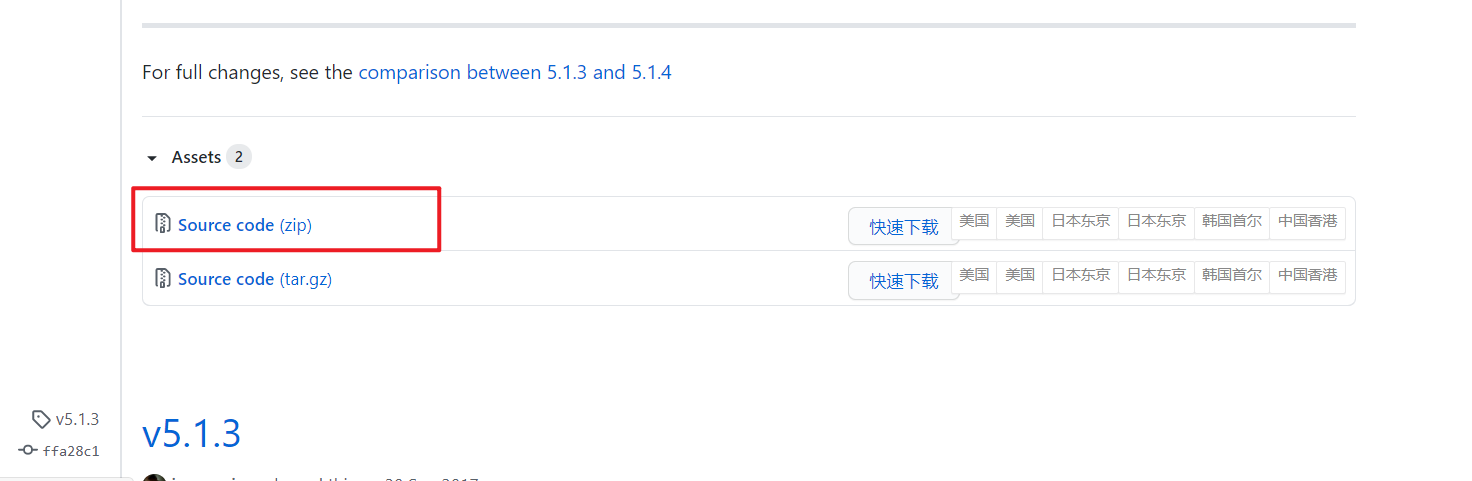 For full changes, see the comparison between 5.1.3 and 5.1.4
Assets 2
Source code (zip)
快速下载 美国 美国 日本东京 日本东京 韩国首尔 中国香港
Source code (tar.gz)
快速下载 美国 美国 日本东京 日本东京 韩国首尔 中国香港
v5.1.3
ffa28c1
v5.1.3